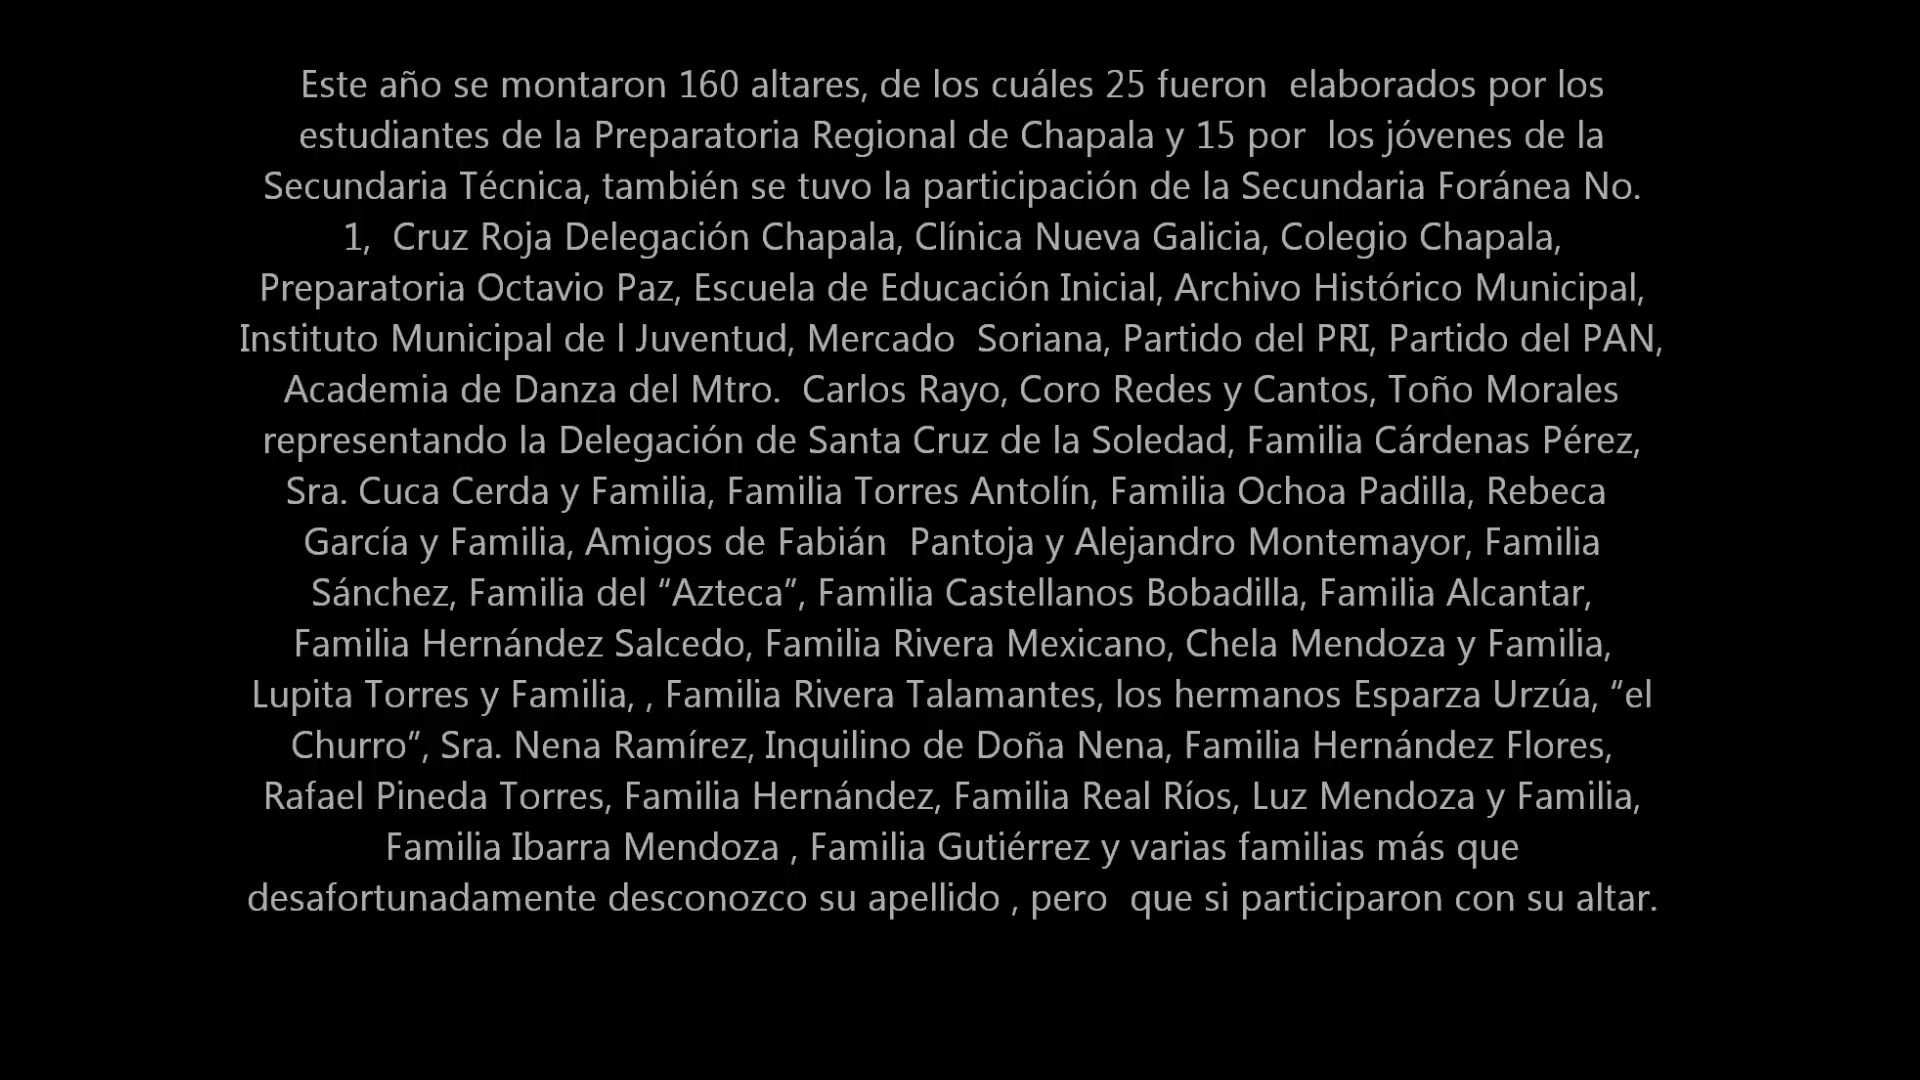 Este año se montaron 160 altares, de los cuáles 25 fueron  elaborados por los
estudiantes de la Preparatoria Regional de Chapala y 15 por  los jóvenes de la
Secundaria Técnica, también se tuvo la participación de la Secundaria Foránea No.
1,  Cruz Roja Delegación Chapala, Clínica Nueva Galicia, Colegio Chapala,
Preparatoria Octavio Paz, Escuela de Educación Inicial, Archivo Histórico Municipal,
Instituto Municipal de l Juventud, Mercado  Soriana, Partido del PRI, Partido del PAN,
Academia de Danza del Mtro.  Carlos Rayo, Coro Redes y Cantos, Toño Morales
representando la Delegación de Santa Cruz de la Soledad, Familia Cárdenas Pérez,
Sra. Cuca Cerda y Familia, Familia Torres Antolín, Familia Ochoa Padilla, Rebeca
García y Familia, Amigos de Fabián  Pantoja y Alejandro Montemayor, Familia
Sánchez, Familia del “Azteca”, Familia Castellanos Bobadilla, Familia Alcantar,
Familia Hernández Salcedo, Familia Rivera Mexicano, Chela Mendoza y Familia,
Lupita Torres y Familia, , Familia Rivera Talamantes, los hermanos Esparza Urzúa, “el
Churro”, Sra. Nena Ramírez, Inquilino de Doña Nena, Familia Hernández Flores,
Rafael Pineda Torres, Familia Hernández, Familia Real Ríos, Luz Mendoza y Familia,
Familia Ibarra Mendoza , Familia Gutiérrez y varias familias más que
desafortunadamente desconozco su apellido , pero  que si participaron con su altar.